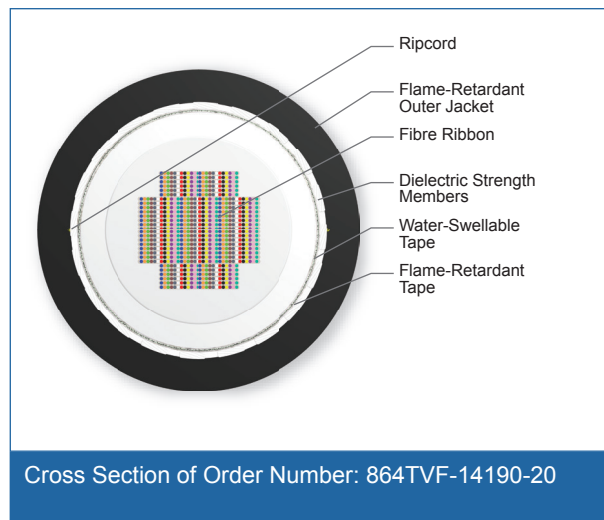 Ripcord
Flame-Retardant
Outer Jacket
Fibre Ribbon
Dielectric Strength
Members
Water-Swellable
Tape
Flame-Retardant
Tape
Cross Section of Order Number: 864TVF-14190-20